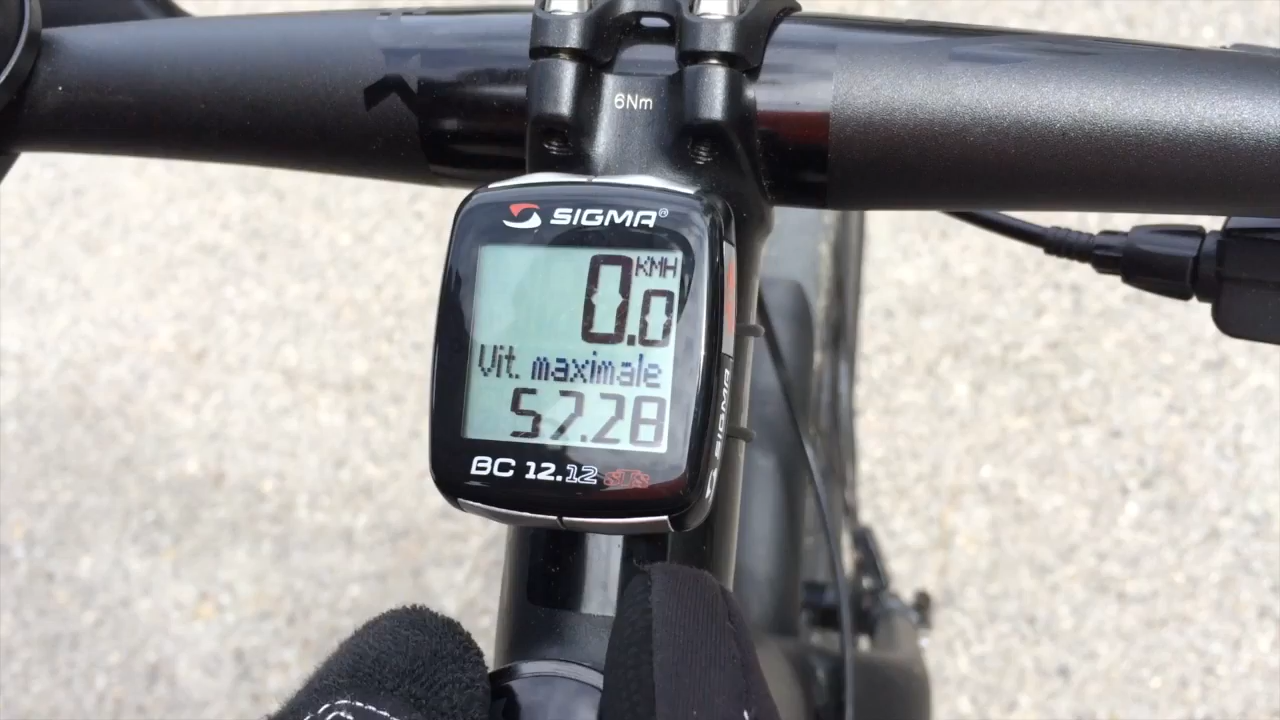 6Nm
SIGMA®
KMH
0.0
Vit. maximale
57.28
BC 12.12 STS
SIGMA